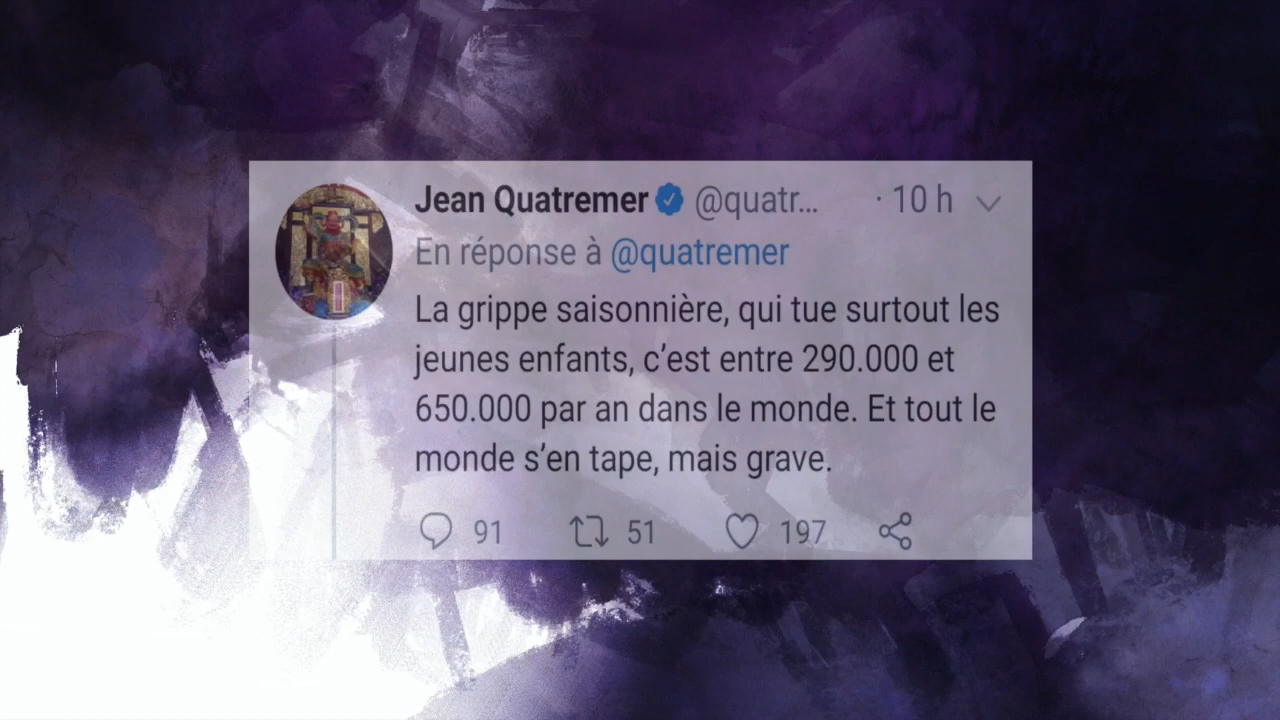 Jean Quatremer @quatr... · 10 h
En réponse à @quatremer
La grippe saisonnière, qui tue surtout les
jeunes enfants, c’est entre 290.000 et
650.000 par an dans le monde. Et tout le
monde s’en tape, mais grave.
91 51 197